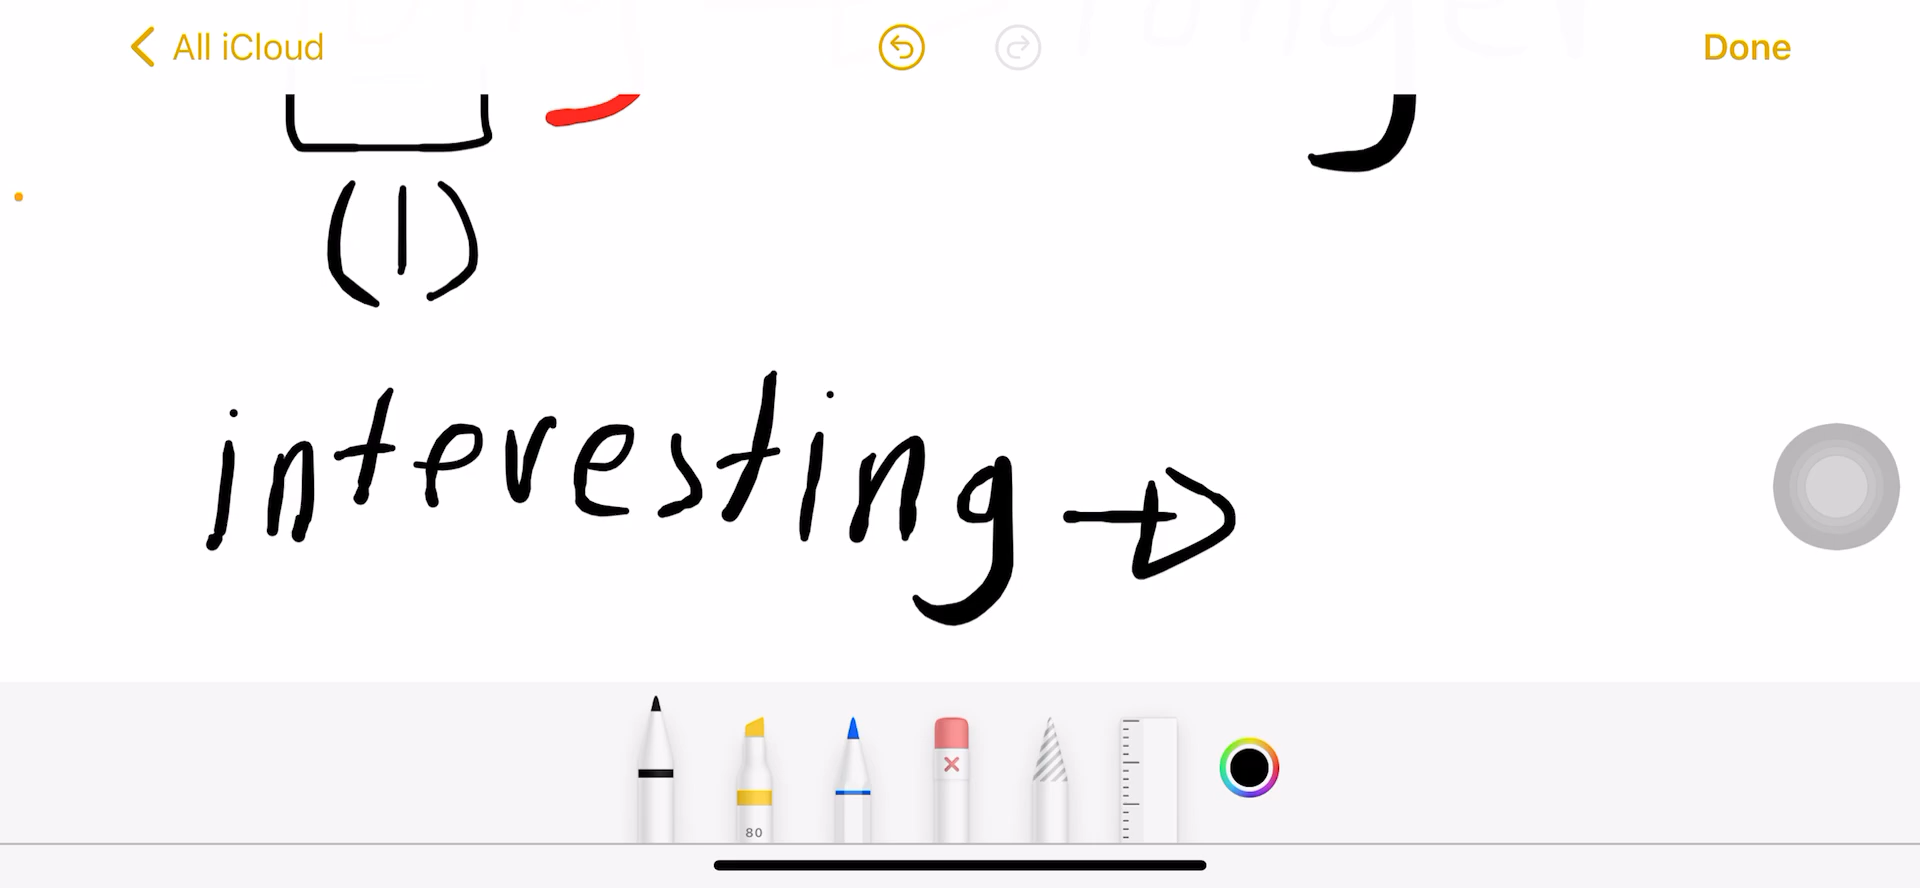 All iCloud Done
(1)
interesting →
80